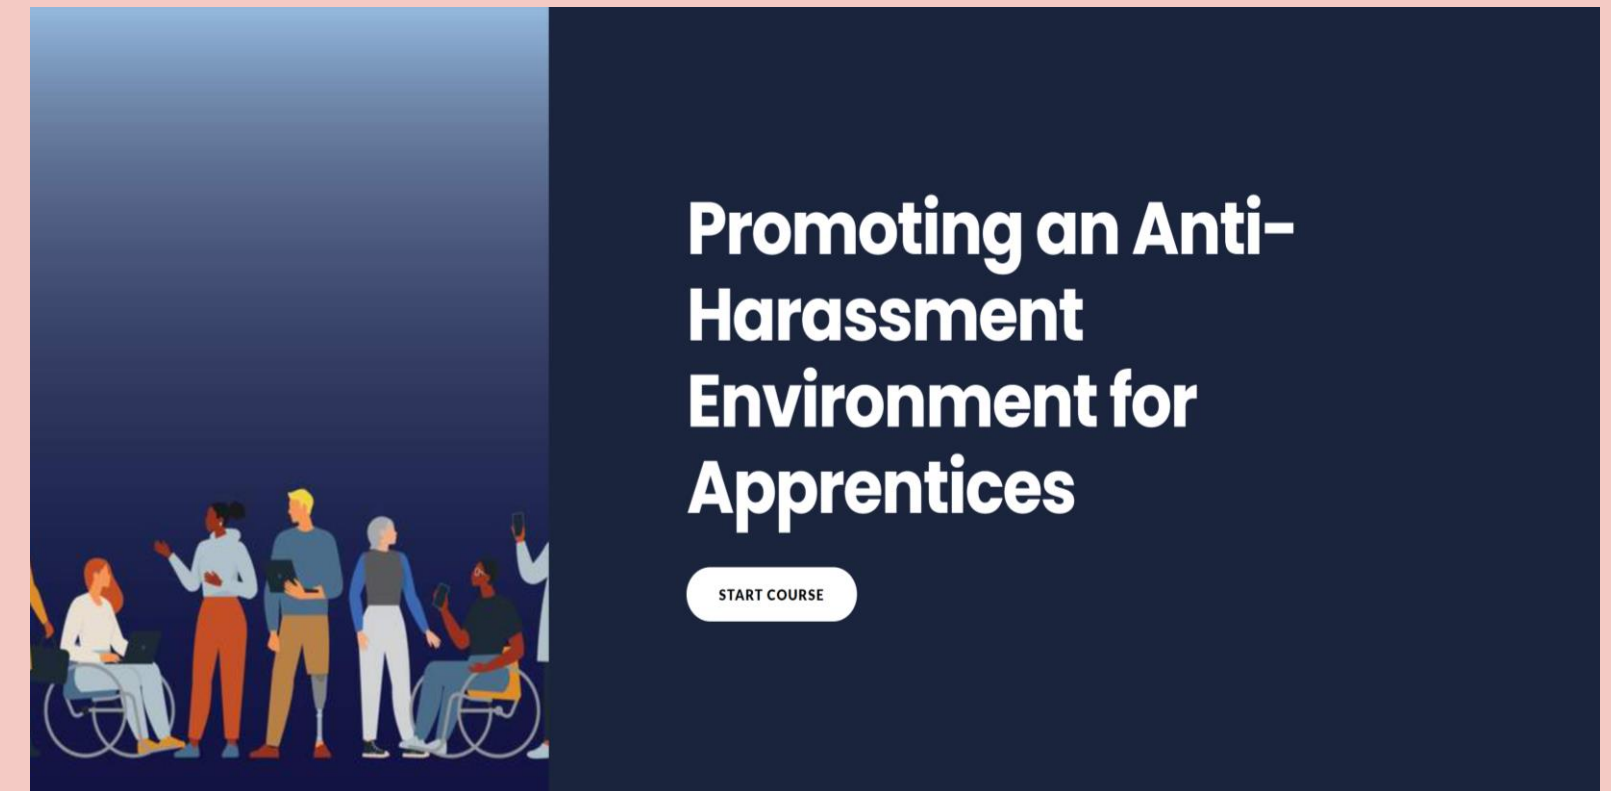 Promoting an Anti-
Harassment
Environment for
Apprentices
START COURSE